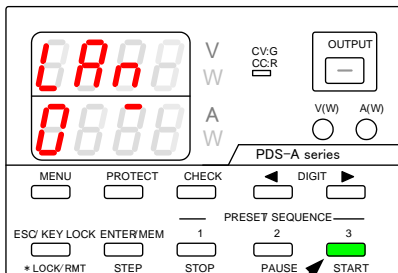 LAn
V
W
CV:G
CC:R
OUTPUT
0 ¯
A
W
V(W) A(W)
PDS-A series
MENU PROTECT CHECK ◀ DIGIT ▶
PRESET SEQUENCE
ESC/ KEY LOCK ENTER/MEM 1 2 3
* LOCK/RMT STEP STOP PAUSE START